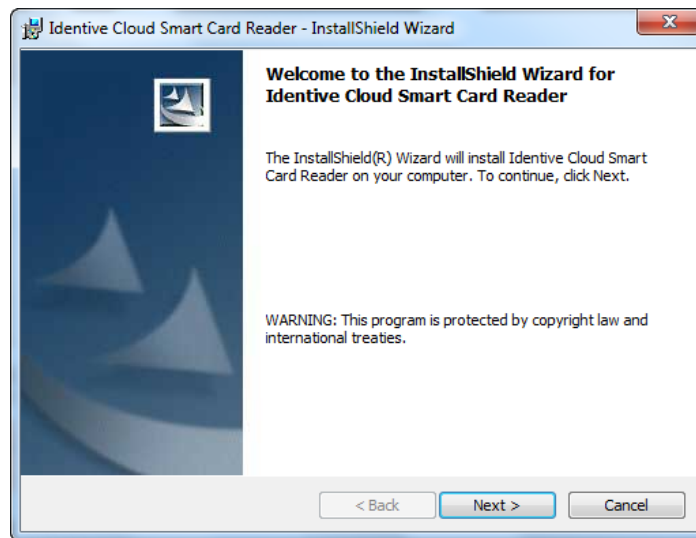 Identive Cloud Smart Card Reader - InstallShield Wizard
Welcome to the InstallShield Wizard for
Identive Cloud Smart Card Reader
The InstallShield(R) Wizard will install Identive Cloud Smart
Card Reader on your computer. To continue, click Next.
WARNING: This program is protected by copyright law and
international treaties.
< Back Next > Cancel